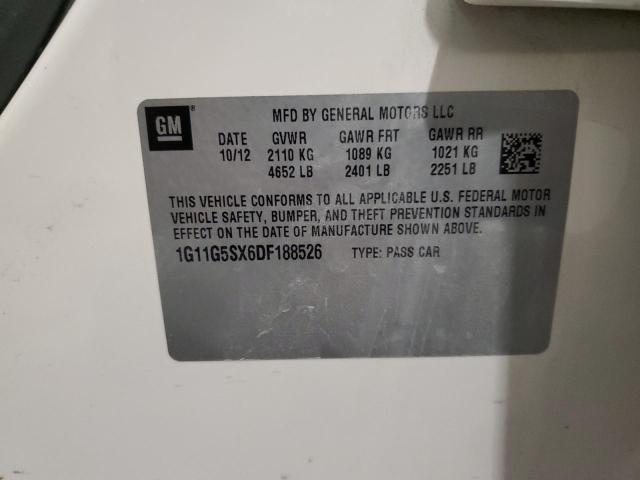 GM ® MFD BY GENERAL MOTORS LLC
DATE GVWR GAWR FRT GAWR RR
10/12 2110 KG 1089 KG 1021 KG
4652 LB 2401 LB 2251 LB
THIS VEHICLE CONFORMS TO ALL APPLICABLE U.S. FEDERAL MOTOR
VEHICLE SAFETY, BUMPER, AND THEFT PREVENTION STANDARDS IN
EFFECT ON THE DATE OF MANUFACTURE SHOWN ABOVE.
1G11G5SX6DF188526 TYPE: PASS CAR